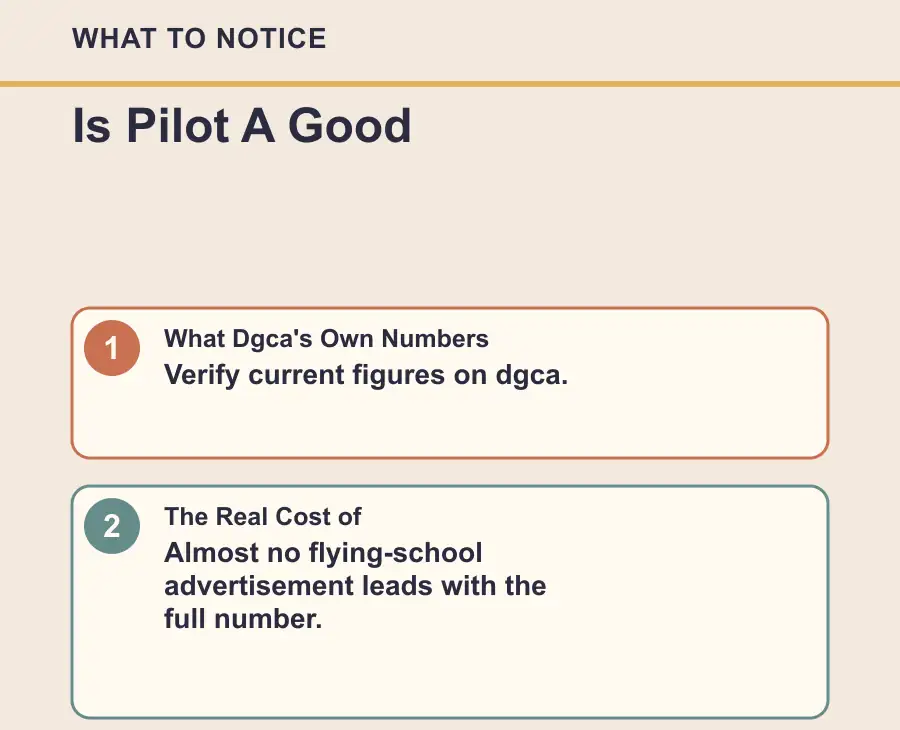 WHAT TO NOTICE
Is Pilot A Good
1
What Dgca's Own Numbers
Verify current figures on dgca.
2
The Real Cost of
Almost no flying-school
advertisement leads with the
full number.